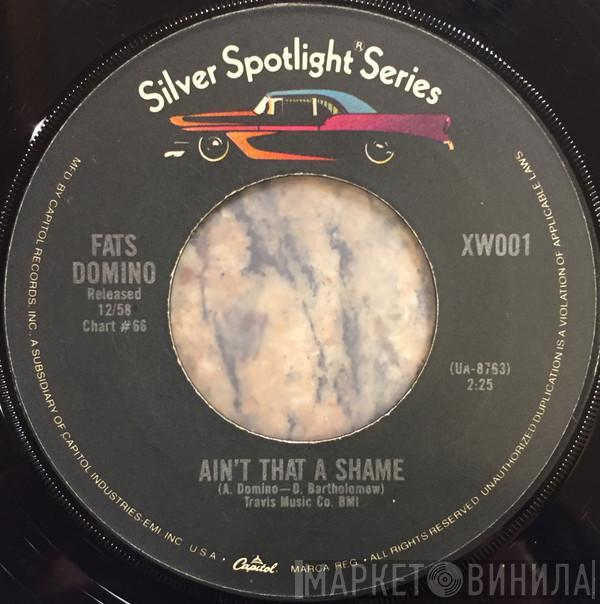 Silver Spotlight® Series
FATS
DOMINO
Released
12/58
Chart #66
XW001
(UA-8763)
2:25
AIN'T THAT A SHAME
(A. Domino—D. Bartholomew)
Travis Music Co. BMI
MFD BY CAPITOL RECORDS, INC., A SUBSIDIARY OF CAPITOL INDUSTRIES-EMI, INC. U.S.A. • Capitol MARCA REG. • ALL RIGHTS RESERVED. UNAUTHORIZED DUPLICATION IS A VIOLATION OF APPLICABLE LAWS
МАРКЕТ ВИНИЛА